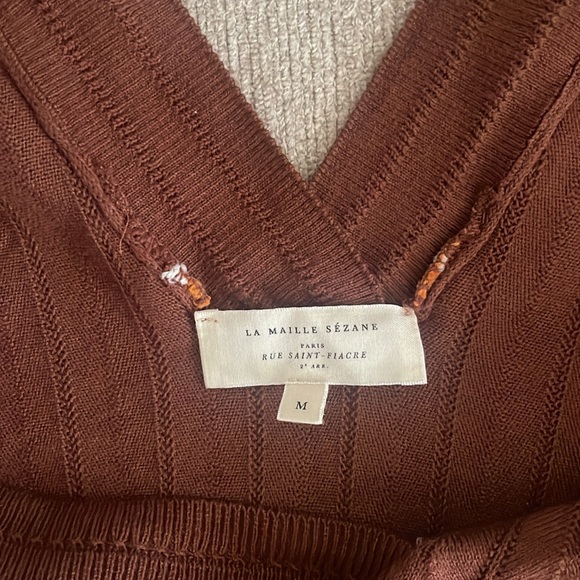 LA MAILLE SÉZANE
PARIS
RUE SAINT-FIACRE
2ᵉ ARR.
M